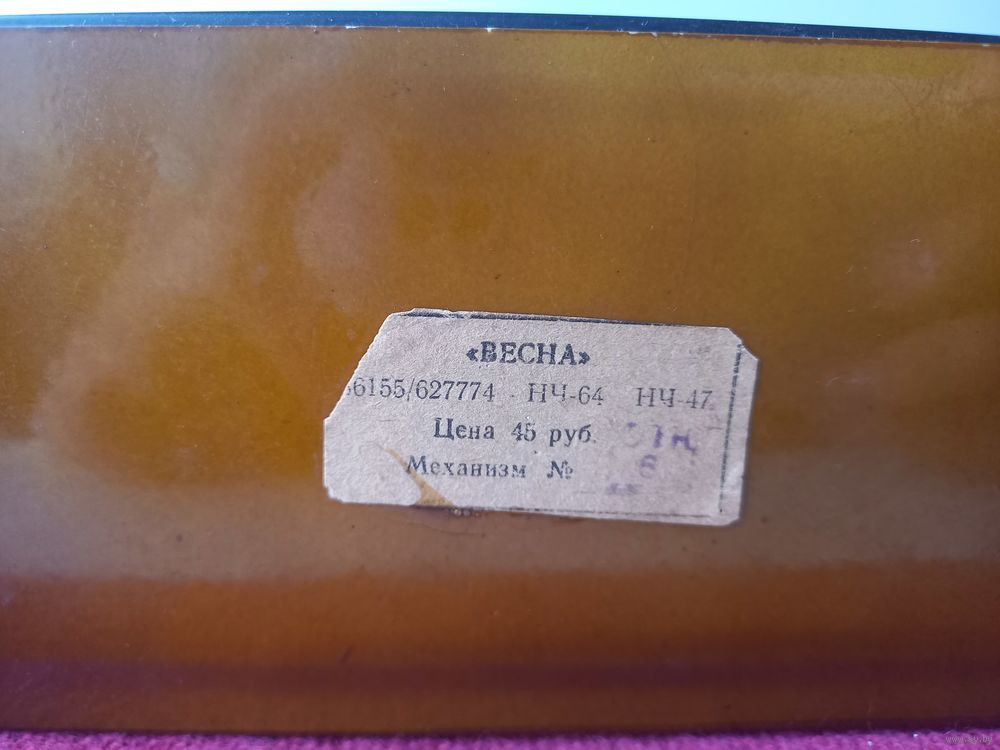 «ВЕСНА»
6155/627774 - НЧ-64 НЧ-47
Цена 45 руб.
Механизм №